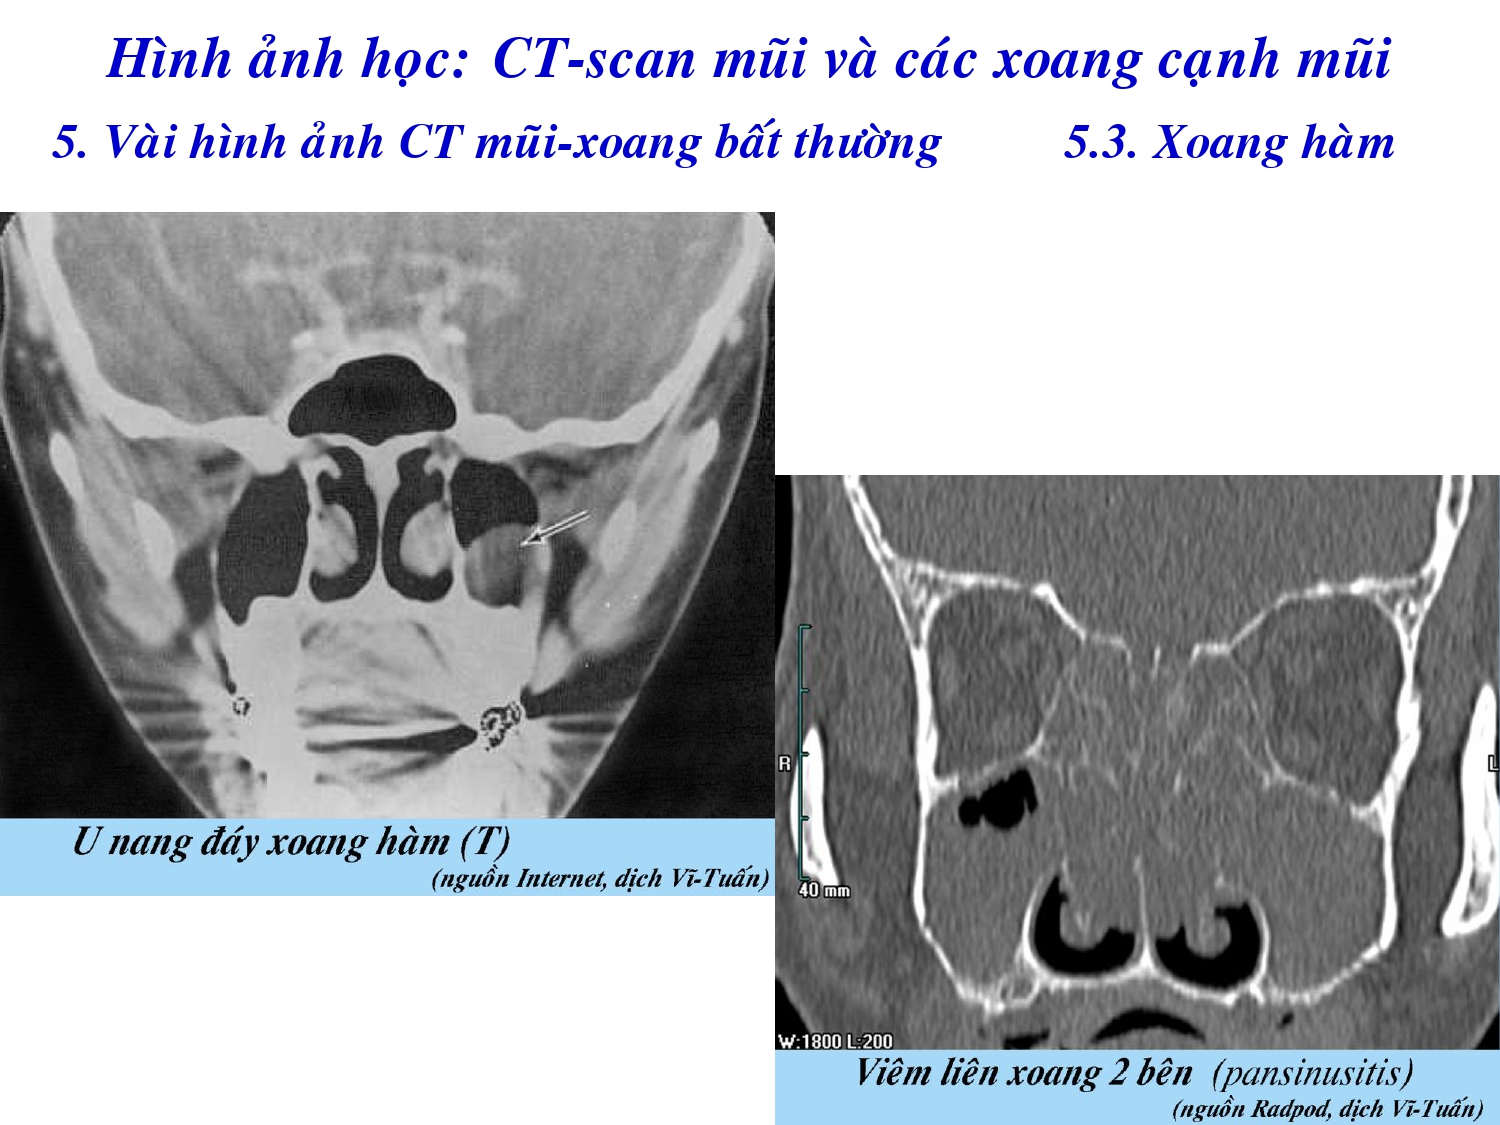 Hình ảnh học: CT-scan mũi và các xoang cạnh mũi
5. Vài hình ảnh CT mũi-xoang bất thường 5.3. Xoang hàm
U nang đáy xoang hàm (T)
(nguồn Internet, dịch Vĩ-Tuấn)
R
L
40 mm
W:1800 L:200
Viêm liên xoang 2 bên (pansinusitis)
(nguồn Radpod, dịch Vĩ-Tuấn)